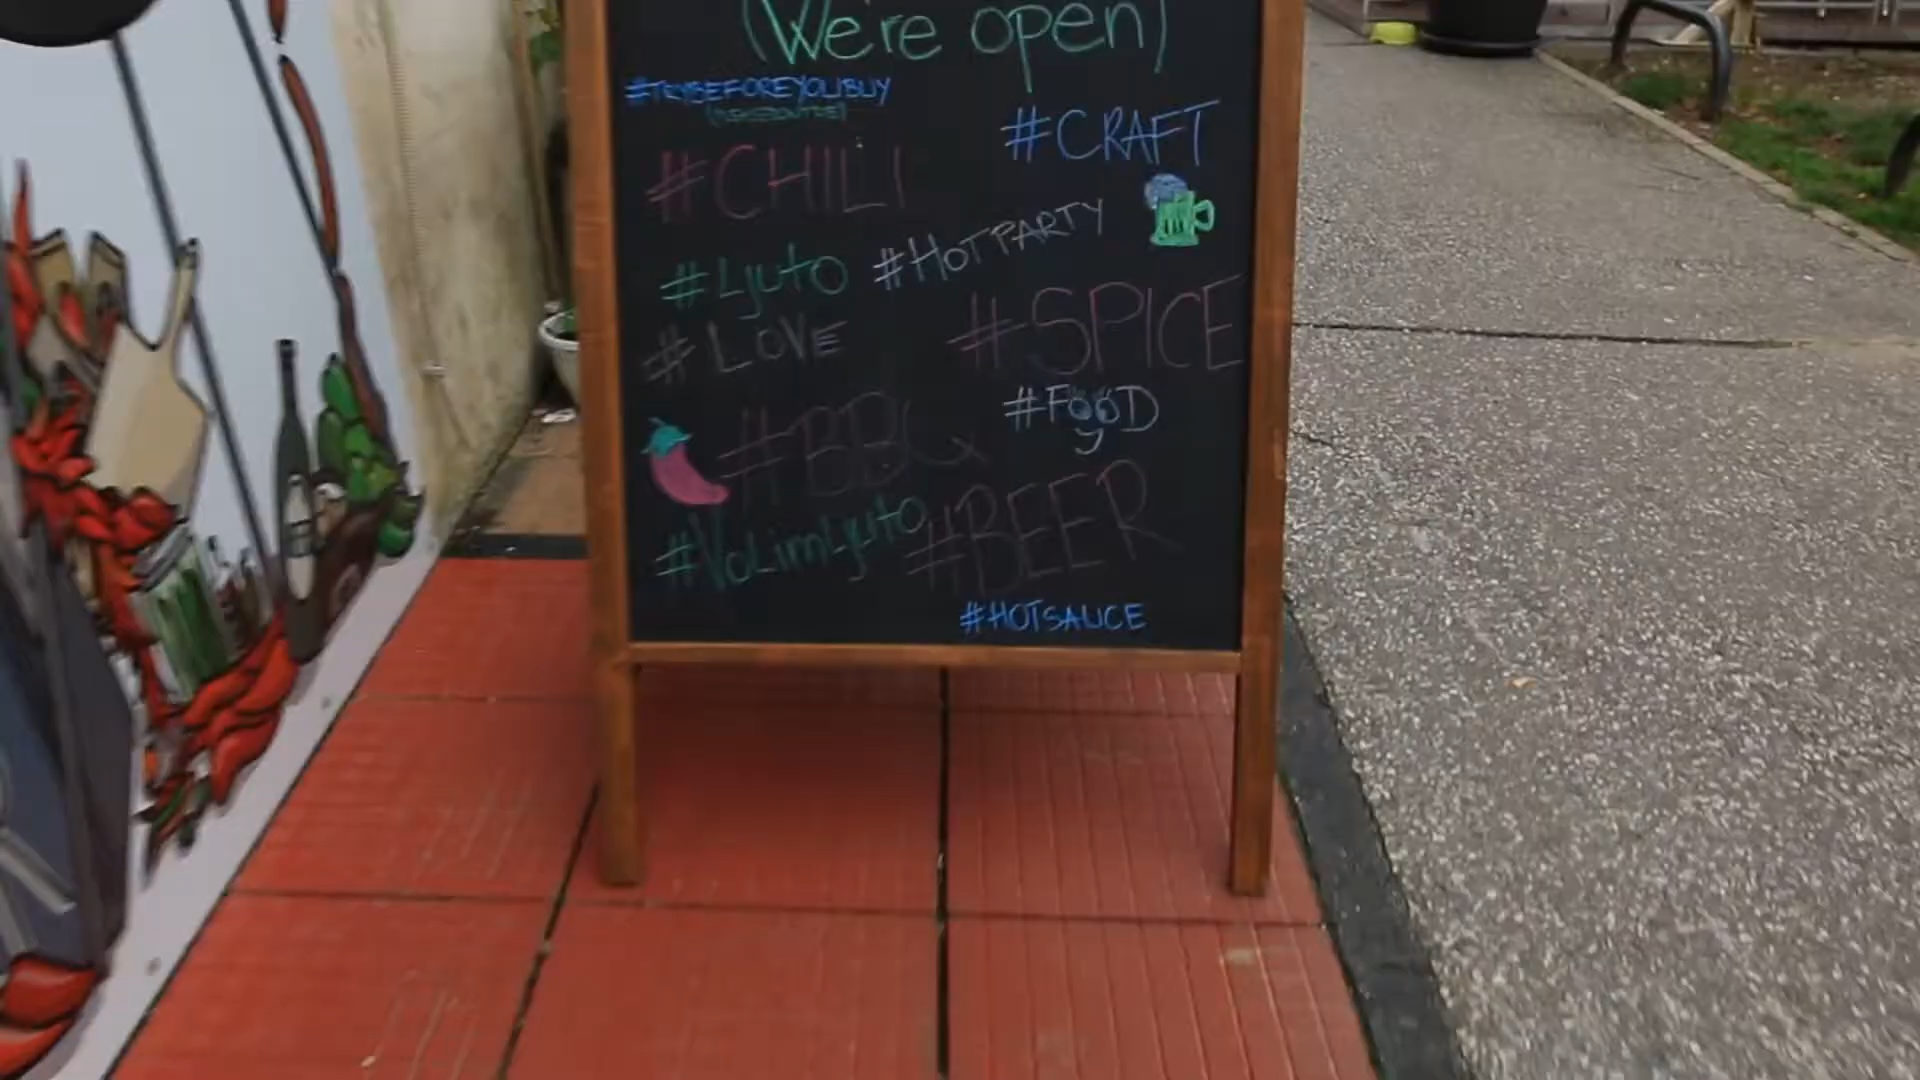 (We're open)
#TRYBEFOREYOUBUY
#CRAFT
#CHILI
#HOTPARTY
#Ljuto
#SPICE
#LOVE
#FOOD
#BBQ
#VoLimLjuto
#BEER
#HOTSAUCE